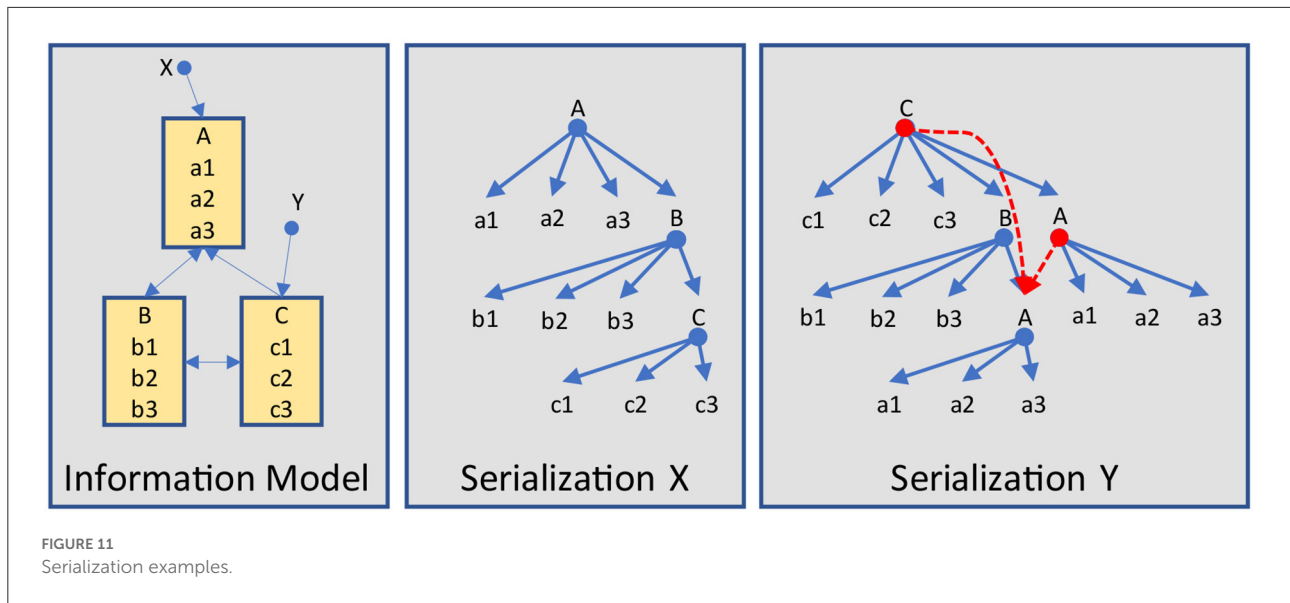 X
A
a1
a2
a3
Y
B
b1
b2
b3
C
c1
c2
c3
Information Model
A
a1 a2 a3 B
b1 b2 b3 C
c1 c2 c3
Serialization X
C
c1 c2 c3 B A
b1 b2 b3 A a1 a2 a3
a1 a2 a3
Serialization Y
FIGURE 11
Serialization examples.